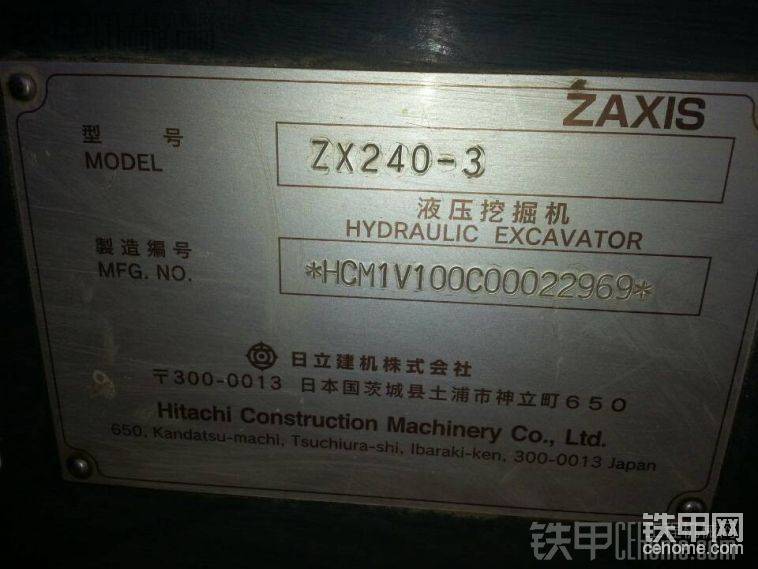 ZAXIS
型 号
MODEL
ZX240-3
液压挖掘机
HYDRAULIC EXCAVATOR
製造編号
MFG. NO.
*HCM1V100C00022969*
日立建机株式会社
〒300-0013 日本国茨城县土浦市神立町650
Hitachi Construction Machinery Co., Ltd.
650, Kandatsu-machi, Tsuchiura-shi, Ibaraki-ken, 300-0013 Japan
铁甲网
cehome.com